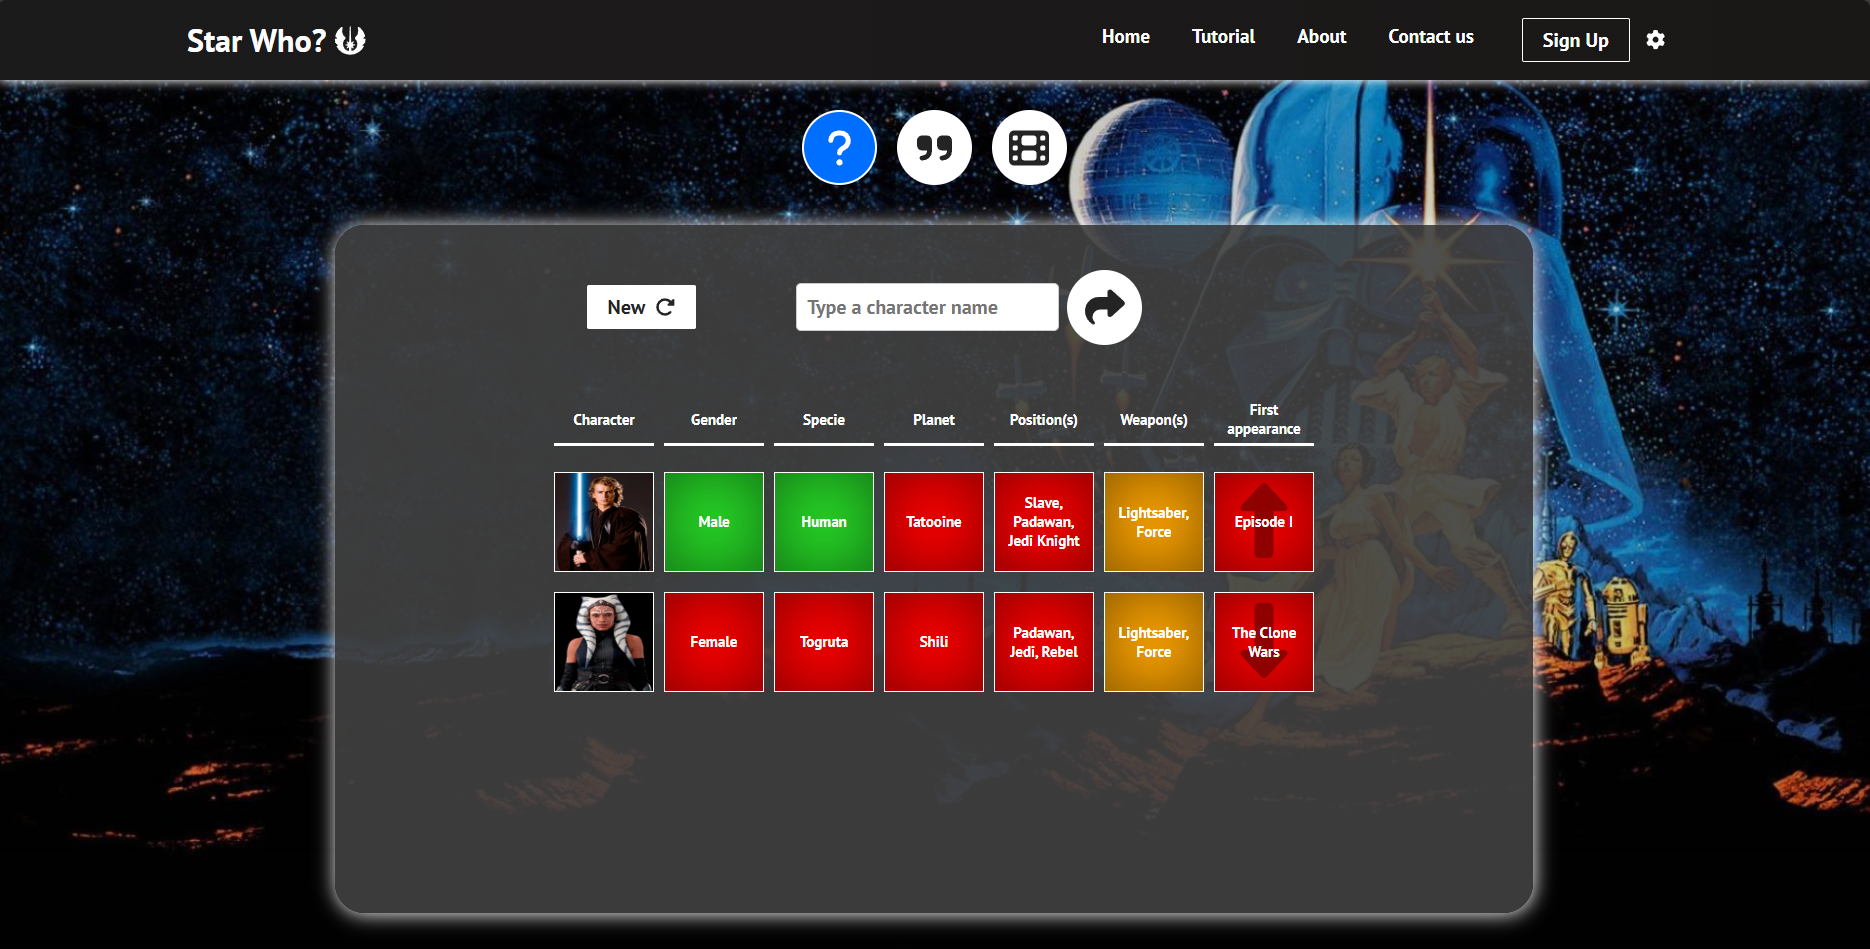 Star Who?
Home
Tutorial
About
Contact us
Sign Up
New
Type a character name
Character
Gender
Specie
Planet
Position(s)
Weapon(s)
First
appearance
Male
Human
Tatooine
Slave,
Padawan,
Jedi Knight
Lightsaber,
Force
Episode I
Female
Togruta
Shili
Padawan,
Jedi, Rebel
Lightsaber,
Force
The Clone
Wars